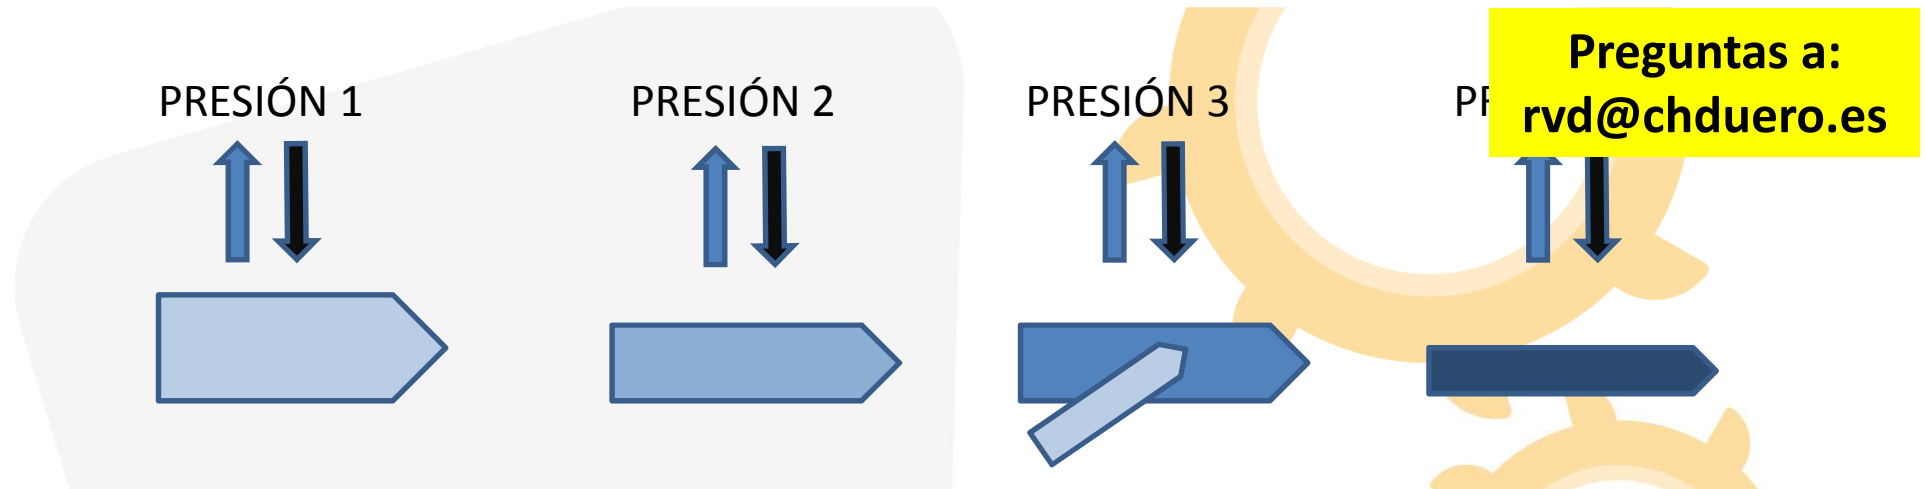 PRESIÓN 1
PRESIÓN 2
PRESIÓN 3
Preguntas a:
rvd@chduero.es